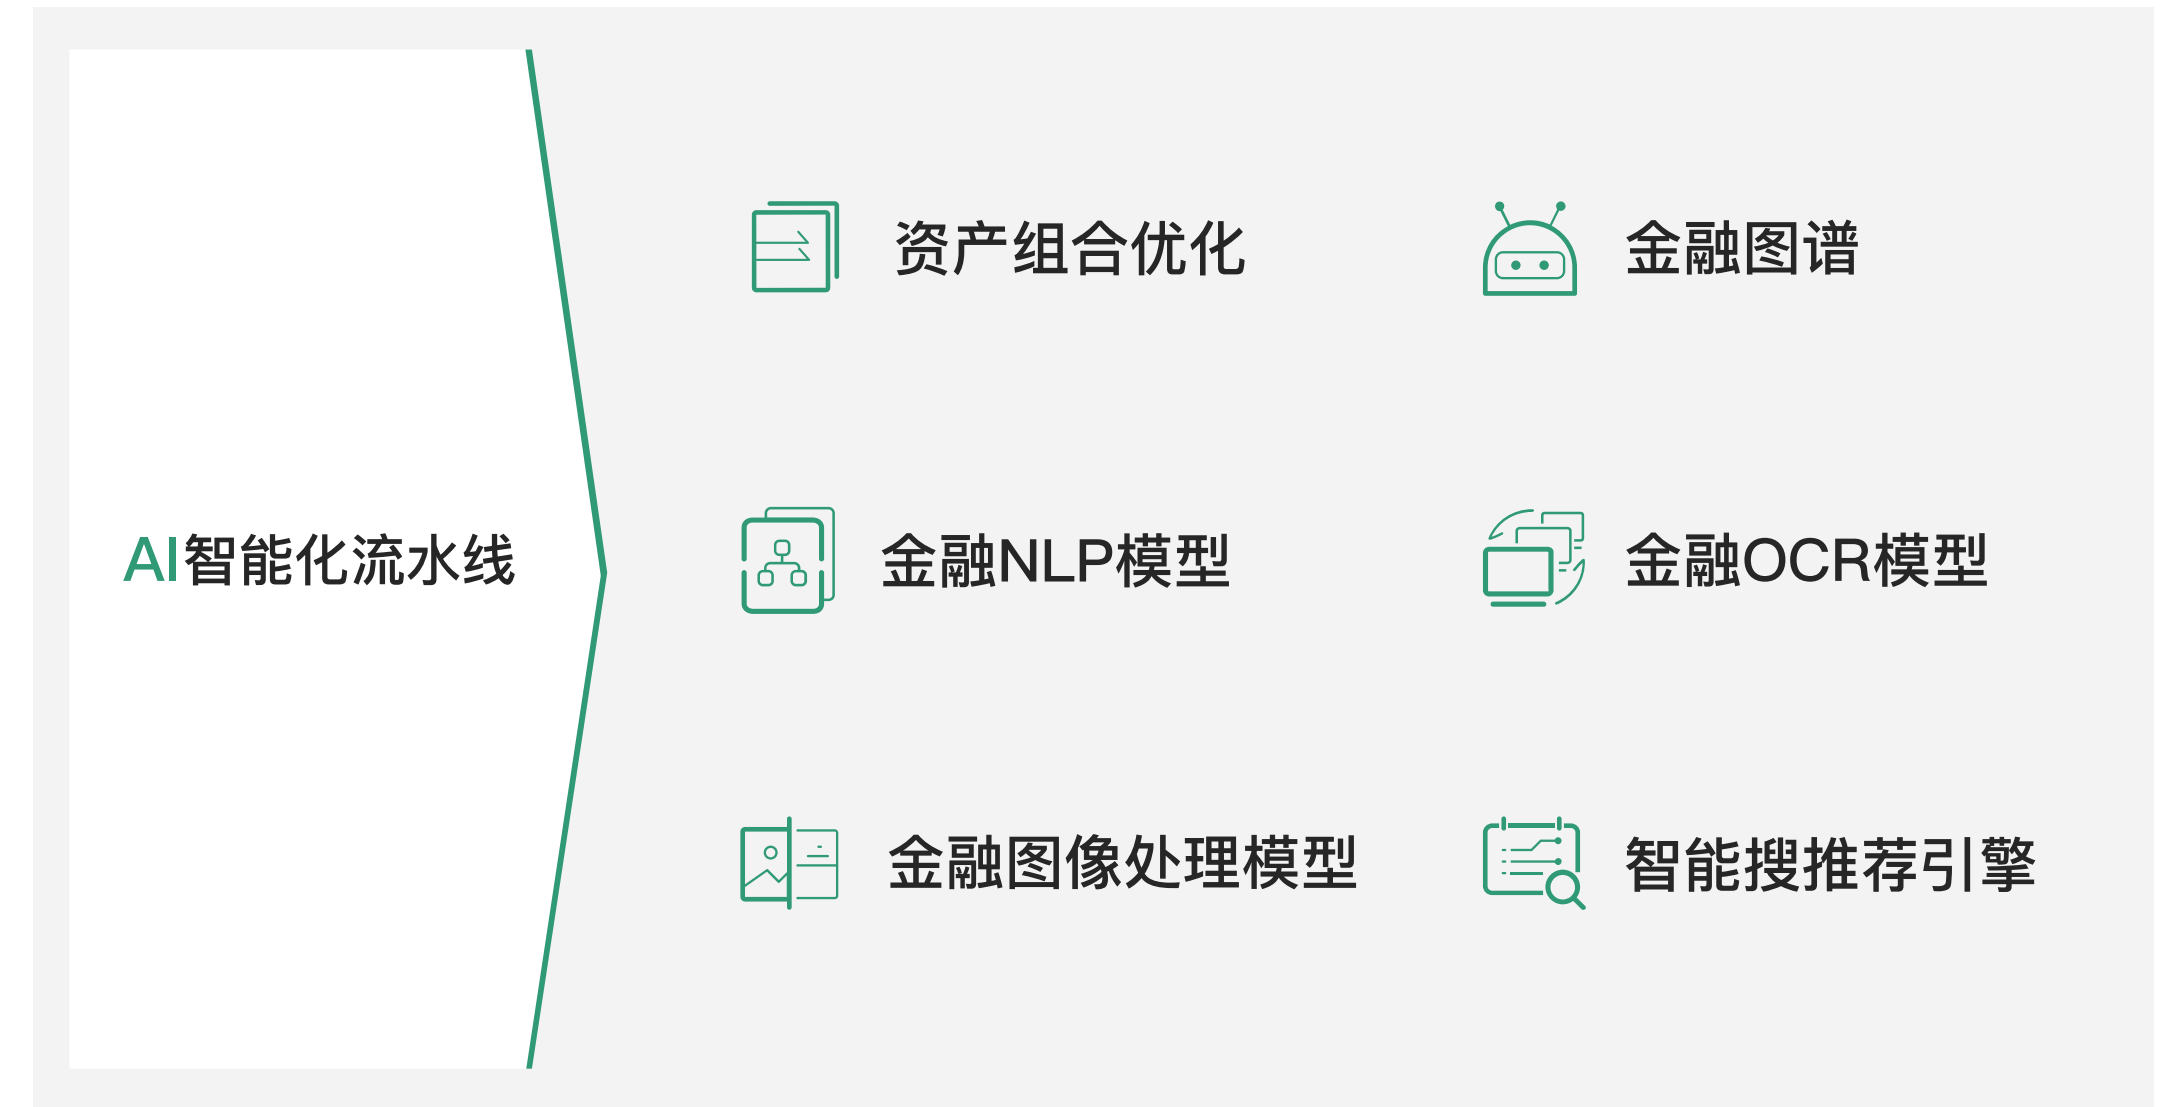 AI智能化流水线
资产组合优化
金融图谱
金融NLP模型
金融OCR模型
金融图像处理模型
智能搜推荐引擎